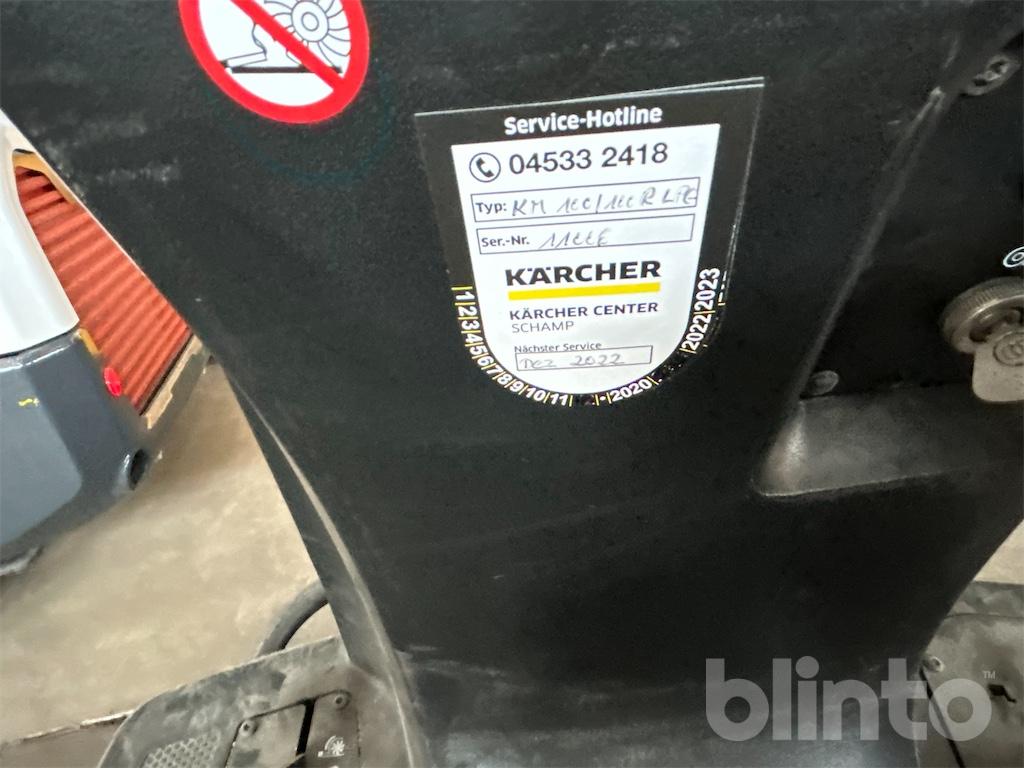 Service-Hotline
04533 2418
Typ: KM 100/100 R LPG
Ser.-Nr.
KÄRCHER
KÄRCHER CENTER
SCHAMP
Nächster Service
Dez 2022
1|2|3|4|5|6|7|8|9|10|11| 2020 2022 2023
blinto™